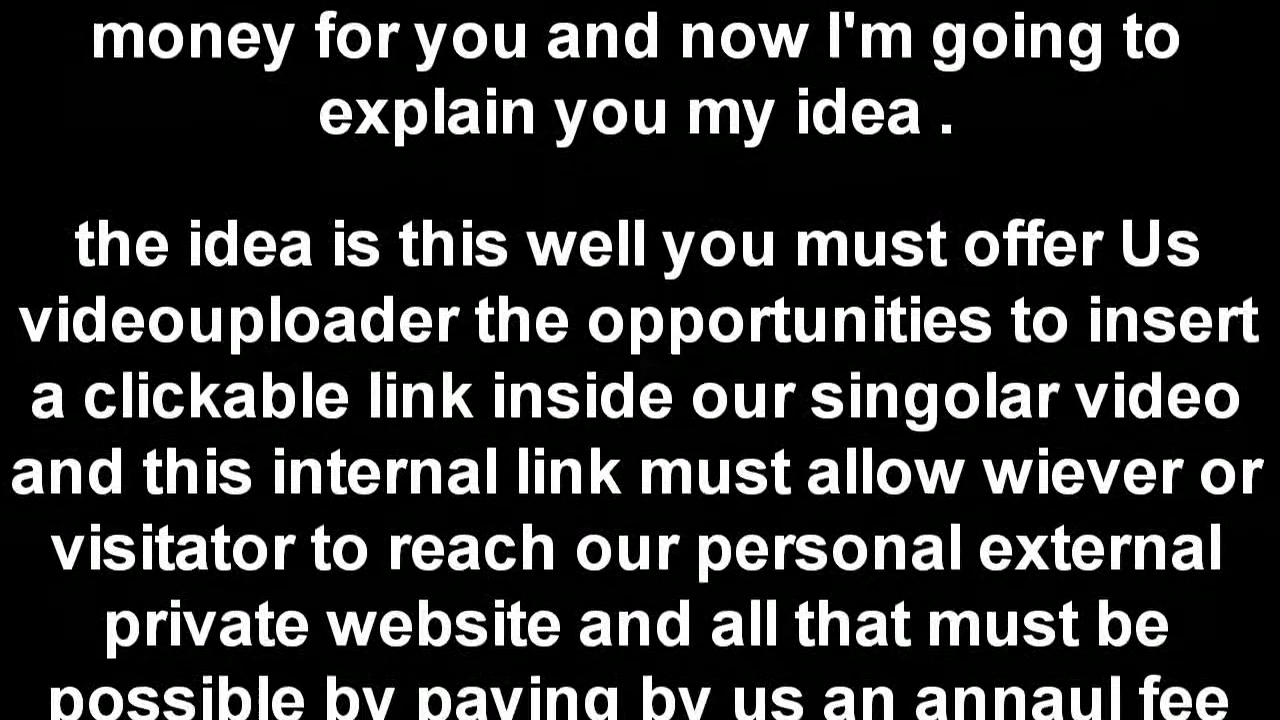 money for you and now I'm going to
explain you my idea .
the idea is this well you must offer Us
videouploader the opportunities to insert
a clickable link inside our singolar video
and this internal link must allow wiever or
visitator to reach our personal external
private website and all that must be
possible by paying by us an annaul fee